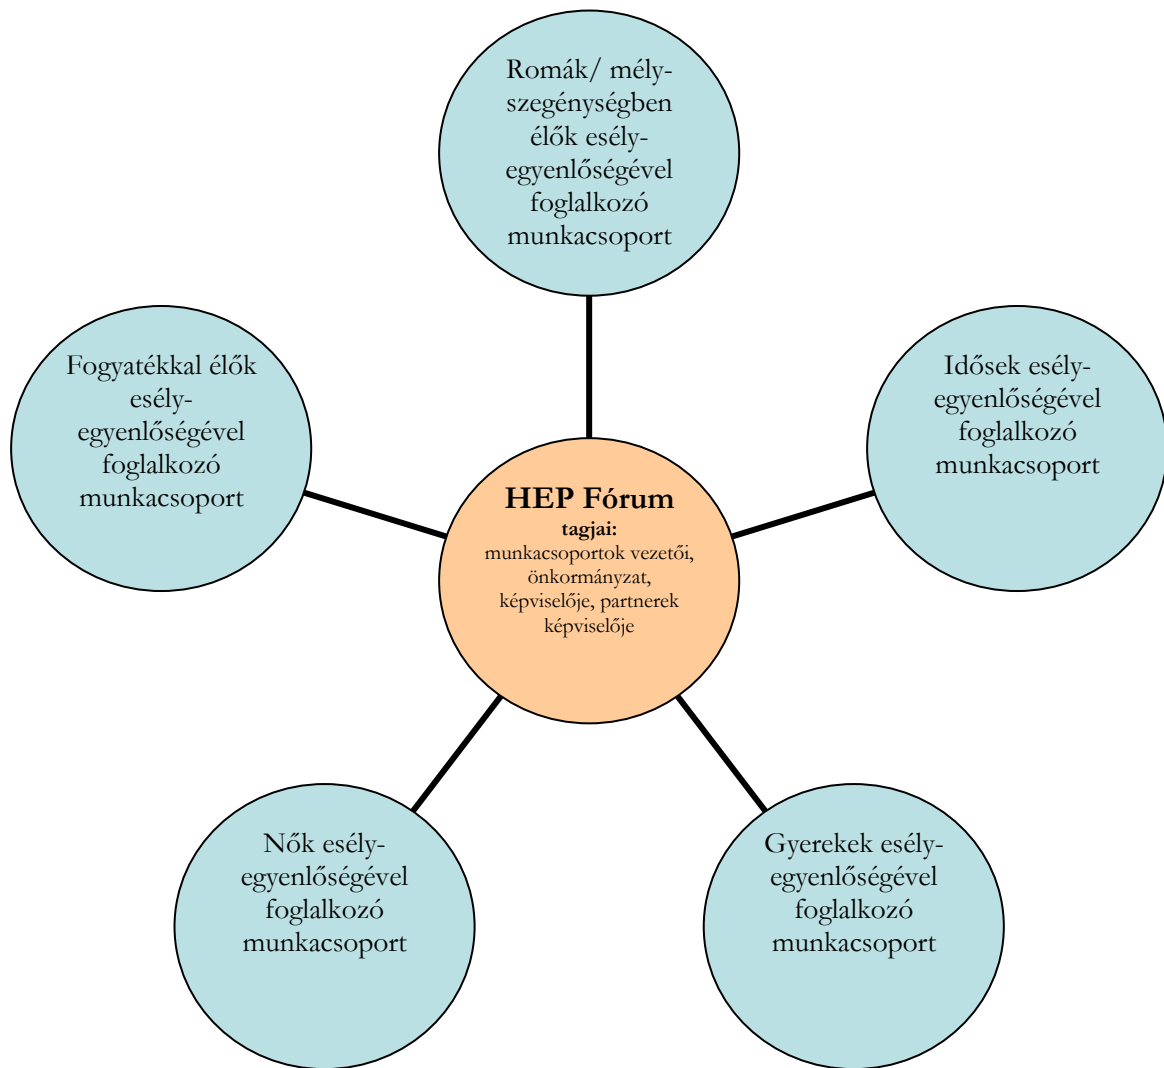 Romák/ mély-
szegénységben
élők esély-
egyenlőségével
foglalkozó
munkacsoport
Fogyatékkal élők
esély-
egyenlőségével
foglalkozó
munkacsoport
Idősek esély-
egyenlőségével
foglalkozó
munkacsoport
HEP Fórum
tagjai:
munkacsoportok vezetői,
önkormányzat,
képviselője, partnerek
képviselője
Nők esély-
egyenlőségével
foglalkozó
munkacsoport
Gyerekek esély-
egyenlőségével
foglalkozó
munkacsoport